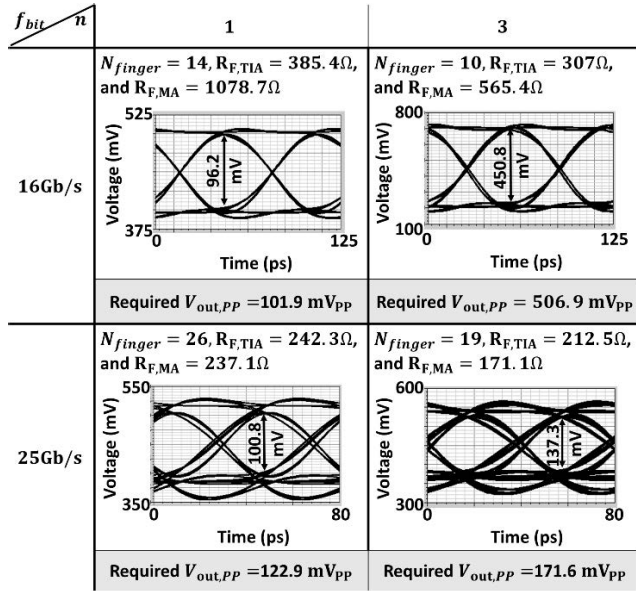 f_bit n
1
3
16Gb/s
N_finger = 14, R_F,TIA = 385.4Ω,
and R_F,MA = 1078.7Ω
525
375
Voltage (mV)
96.2
mV
0
125
Time (ps)
Required V_out,PP =101.9 mV_PP
N_finger = 10, R_F,TIA = 307Ω,
and R_F,MA = 565.4Ω
800
100
Voltage (mV)
450.8
mV
0
125
Time (ps)
Required V_out,PP = 506.9 mV_PP
25Gb/s
N_finger = 26, R_F,TIA = 242.3Ω,
and R_F,MA = 237.1Ω
550
350
Voltage (mV)
100.8
mV
0
80
Time (ps)
Required V_out,PP =122.9 mV_PP
N_finger = 19, R_F,TIA = 212.5Ω,
and R_F,MA = 171.1Ω
600
300
Voltage (mV)
137.3
mV
0
80
Time (ps)
Required V_out,PP = 171.6 mV_PP